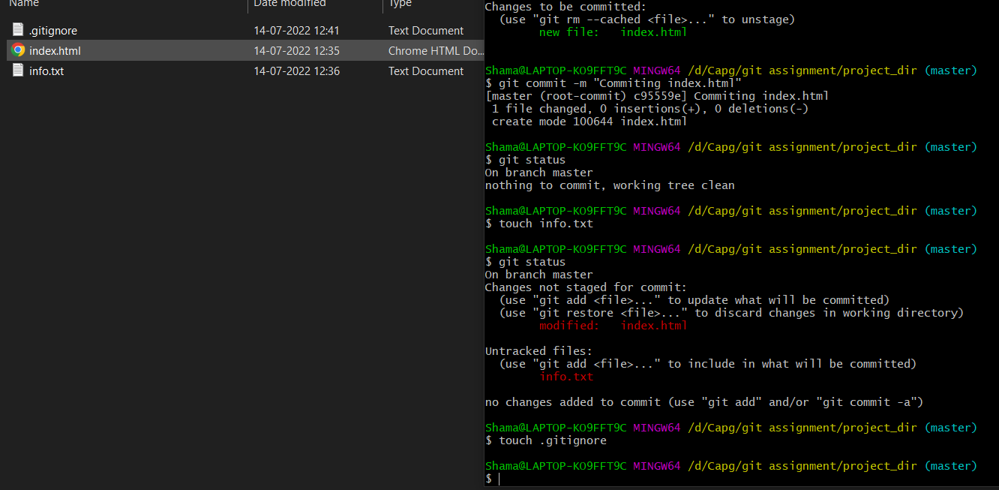 Name Date modified Type
.gitignore 14-07-2022 12:41 Text Document
index.html 14-07-2022 12:35 Chrome HTML Do...
info.txt 14-07-2022 12:36 Text Document
Changes to be committed:
(use "git rm --cached <file>..." to unstage)
new file: index.html
Shama@LAPTOP-KO9FFT9C MINGW64 /d/Capg/git assignment/project_dir (master)
$ git commit -m "Commiting index.html"
[master (root-commit) c95559e] Commiting index.html
1 file changed, 0 insertions(+), 0 deletions(-)
create mode 100644 index.html
Shama@LAPTOP-KO9FFT9C MINGW64 /d/Capg/git assignment/project_dir (master)
$ git status
On branch master
nothing to commit, working tree clean
Shama@LAPTOP-KO9FFT9C MINGW64 /d/Capg/git assignment/project_dir (master)
$ touch info.txt
Shama@LAPTOP-KO9FFT9C MINGW64 /d/Capg/git assignment/project_dir (master)
$ git status
On branch master
Changes not staged for commit:
(use "git add <file>..." to update what will be committed)
(use "git restore <file>..." to discard changes in working directory)
modified: index.html
Untracked files:
(use "git add <file>..." to include in what will be committed)
info.txt
no changes added to commit (use "git add" and/or "git commit -a")
Shama@LAPTOP-KO9FFT9C MINGW64 /d/Capg/git assignment/project_dir (master)
$ touch .gitignore
Shama@LAPTOP-KO9FFT9C MINGW64 /d/Capg/git assignment/project_dir (master)
$